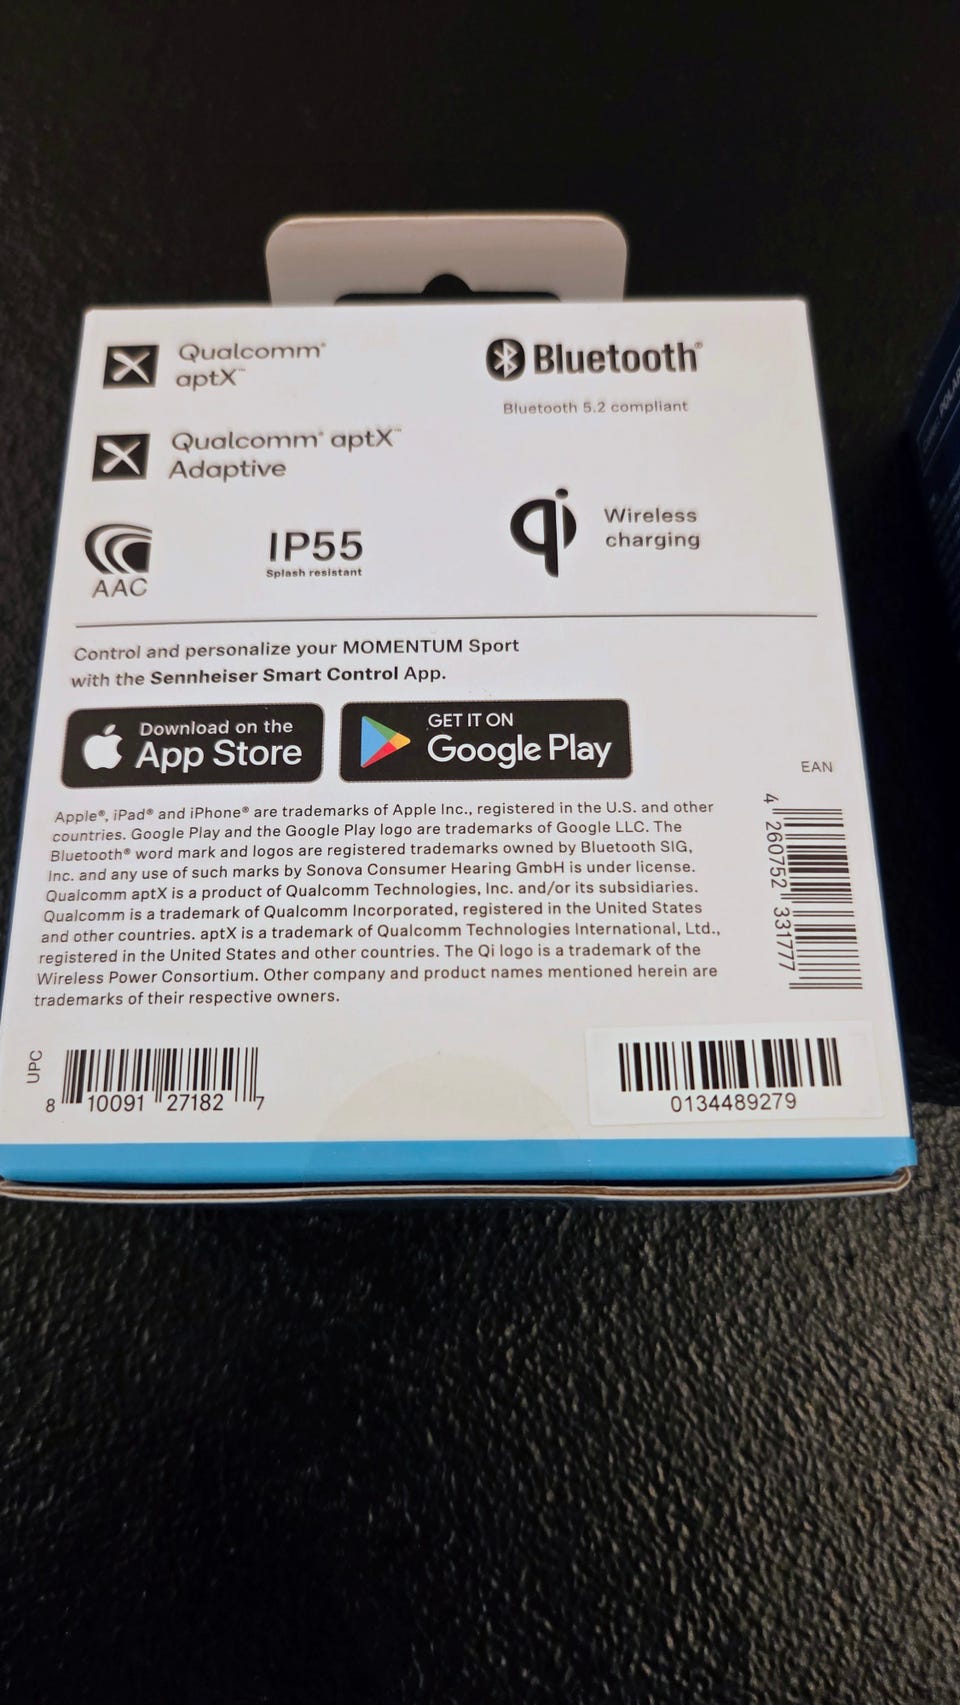 Qualcomm®
aptX™
Bluetooth®
Bluetooth 5.2 compliant
Qualcomm® aptX™
Adaptive
AAC
IP55
Splash resistant
qi
Wireless
charging
Control and personalize your MOMENTUM Sport
with the Sennheiser Smart Control App.
Download on the
App Store
GET IT ON
Google Play
Apple®, iPad® and iPhone® are trademarks of Apple Inc., registered in the U.S. and other
countries. Google Play and the Google Play logo are trademarks of Google LLC. The
Bluetooth® word mark and logos are registered trademarks owned by Bluetooth SIG,
Inc. and any use of such marks by Sonova Consumer Hearing GmbH is under license.
Qualcomm aptX is a product of Qualcomm Technologies, Inc. and/or its subsidiaries.
Qualcomm is a trademark of Qualcomm Incorporated, registered in the United States
and other countries. aptX is a trademark of Qualcomm Technologies International, Ltd.,
registered in the United States and other countries. The Qi logo is a trademark of the
Wireless Power Consortium. Other company and product names mentioned herein are
trademarks of their respective owners.
EAN
4 260752 331777
UPC
8 10091 27182 7
0134489279